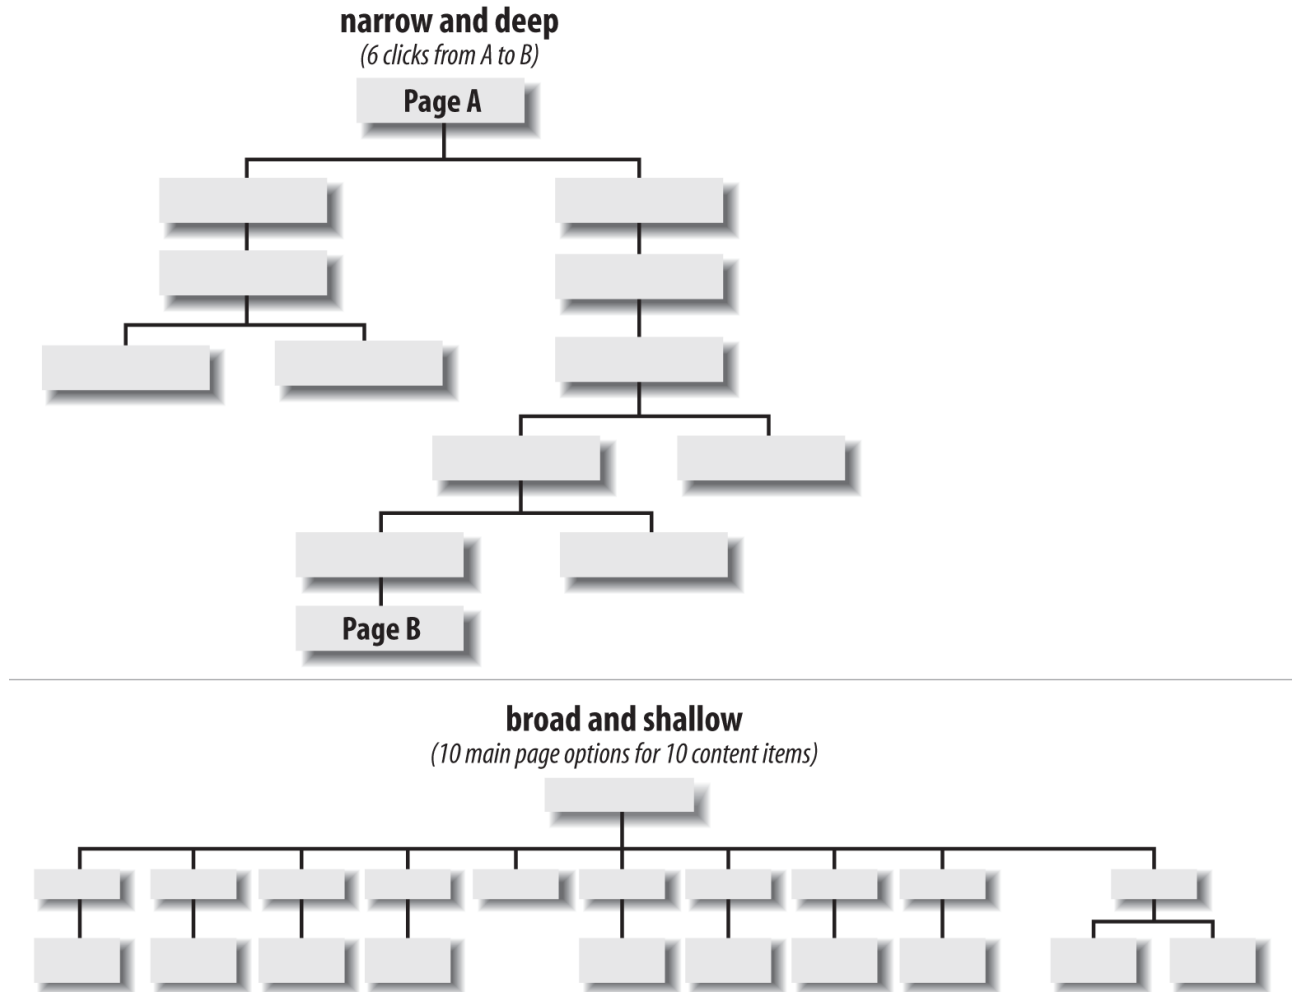 narrow and deep
(6 clicks from A to B)
Page A
Page B
broad and shallow
(10 main page options for 10 content items)